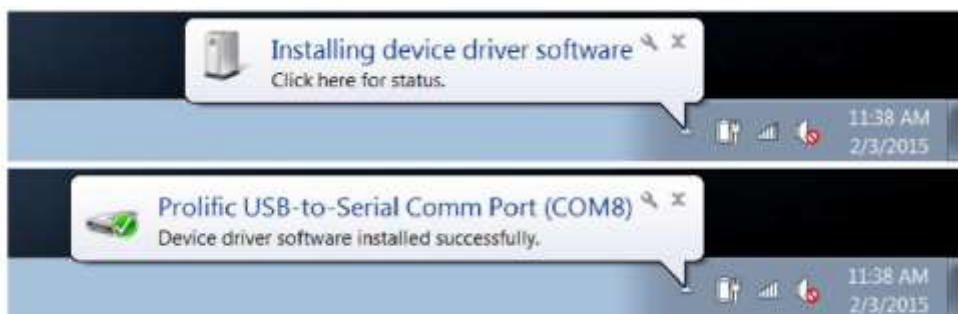 Installing device driver software
Click here for status.
11:38 AM
2/3/2015
Prolific USB-to-Serial Comm Port (COM8)
Device driver software installed successfully.
11:38 AM
2/3/2015